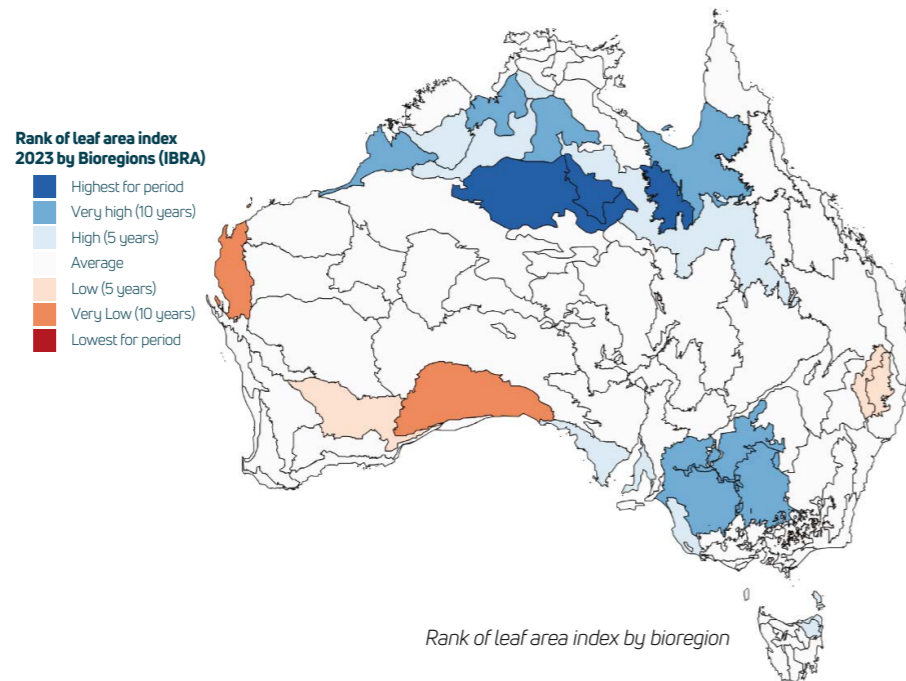 Rank of leaf area index
2023 by Bioregions (IBRA)
Highest for period
Very high (10 years)
High (5 years)
Average
Low (5 years)
Very Low (10 years)
Lowest for period
Rank of leaf area index by bioregion